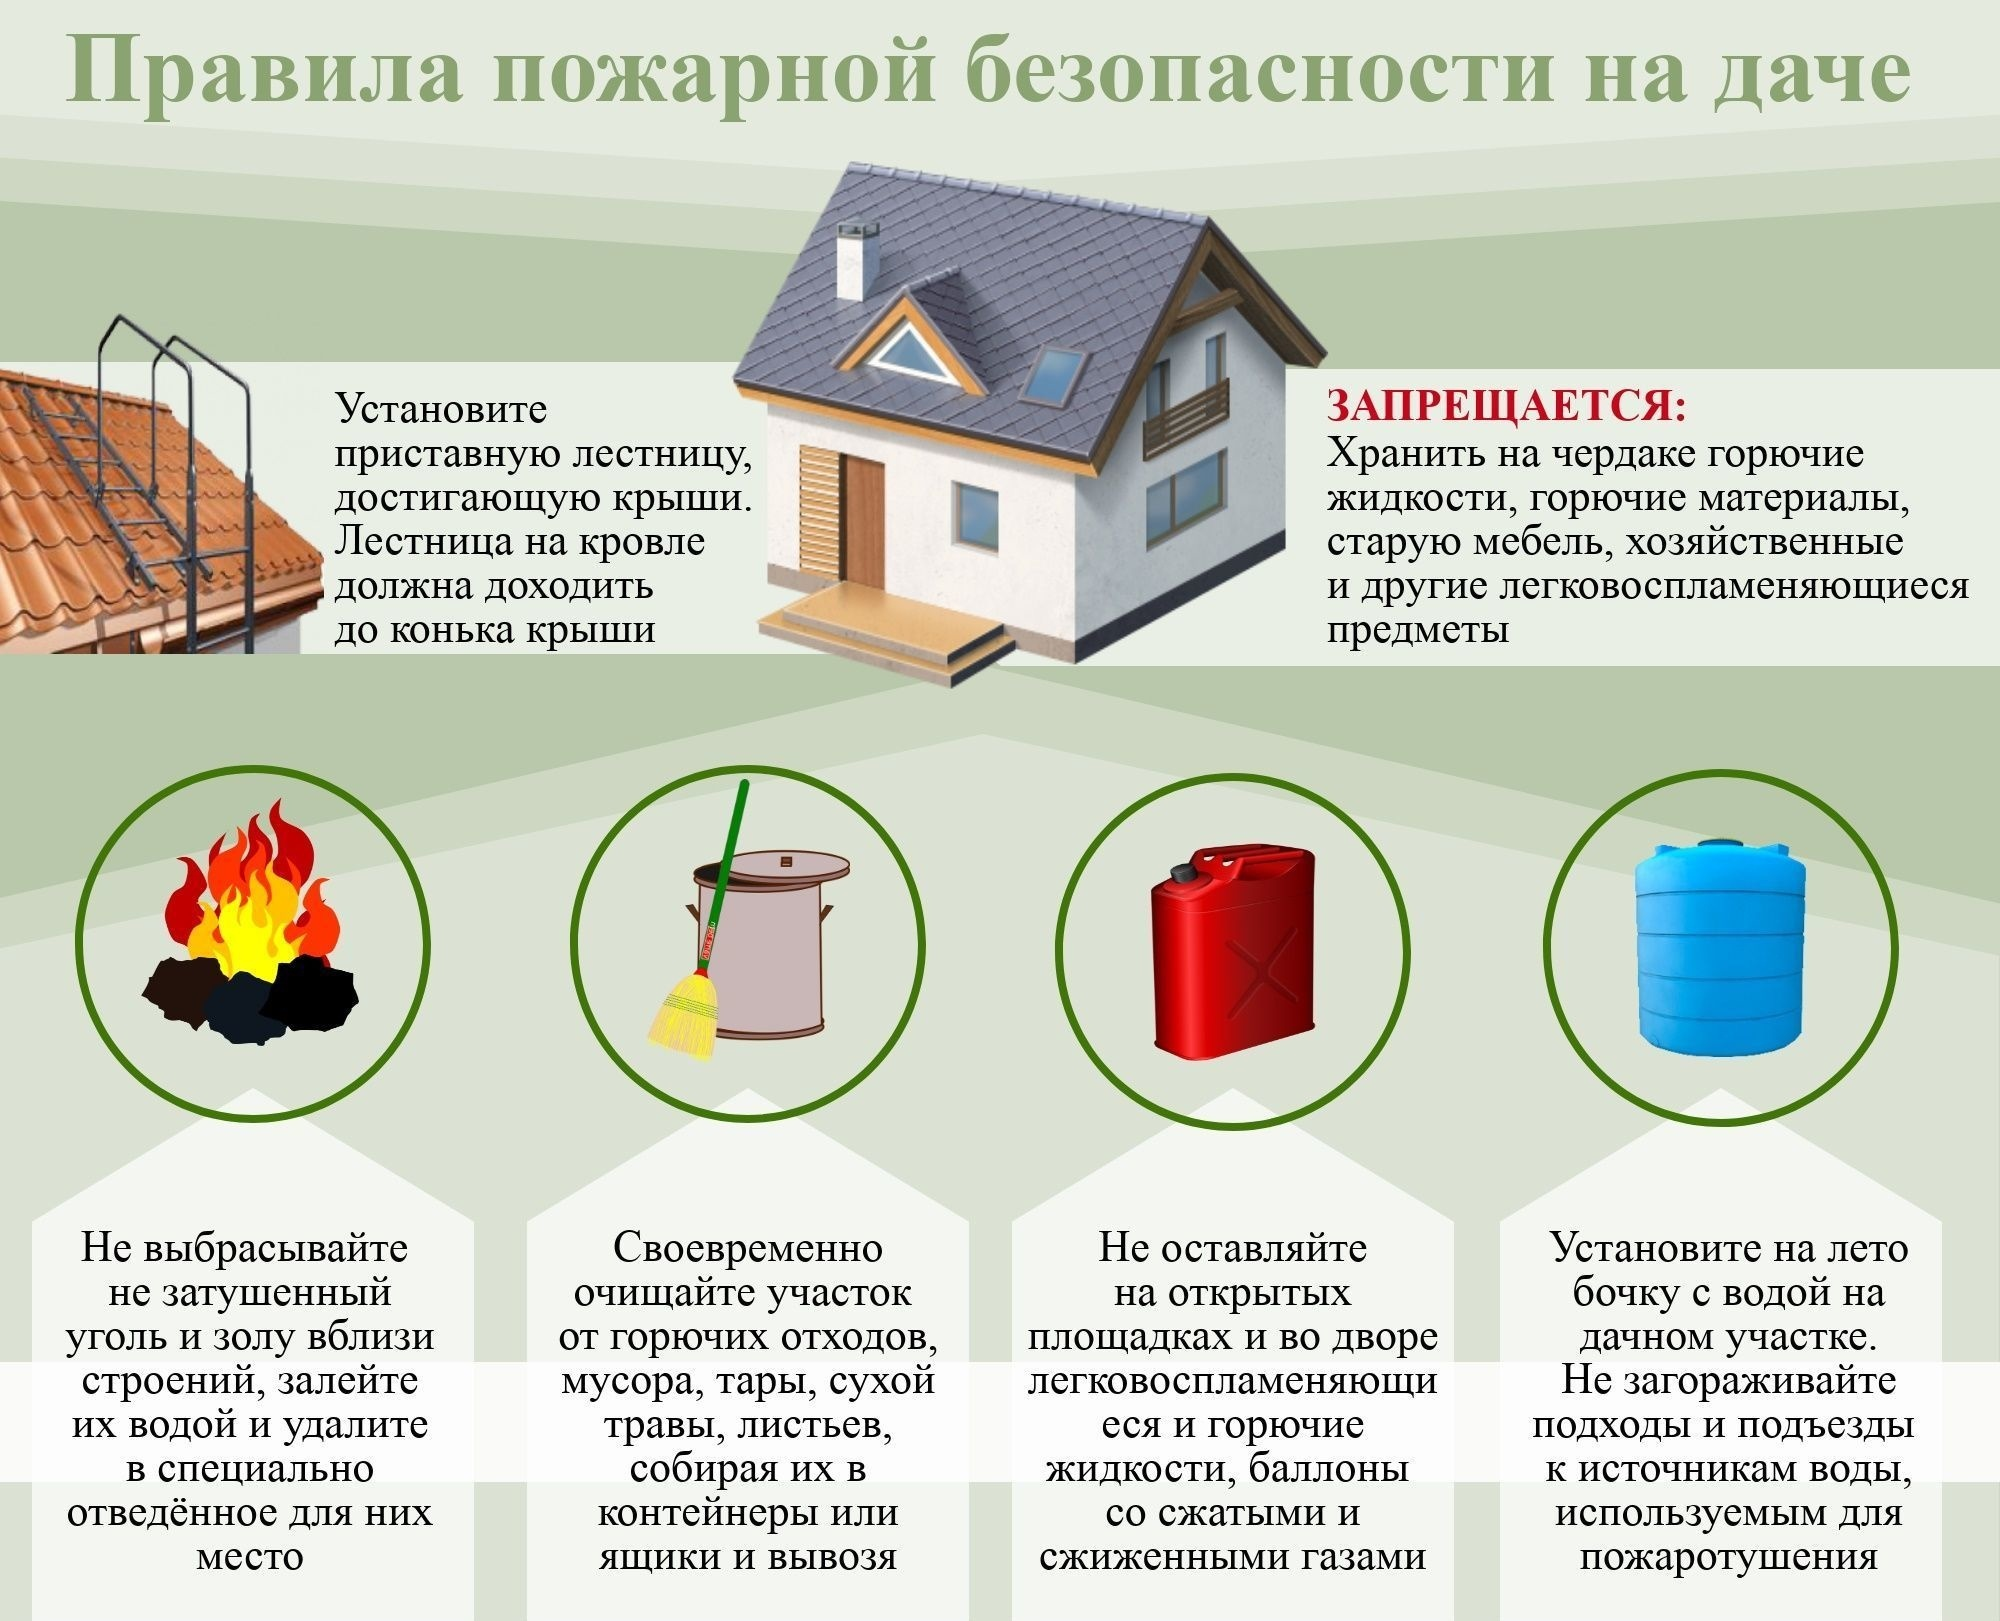 Правила пожарной безопасности на даче
Установите
приставную лестницу,
достигающую крыши.
Лестница на кровле
должна доходить
до конька крыши
ЗАПРЕЩАЕТСЯ:
Хранить на чердаке горючие
жидкости, горючие материалы,
старую мебель, хозяйственные
и другие легковоспламеняющиеся
предметы
Не выбрасывайте
не затушенный
уголь и золу вблизи
строений, залейте
их водой и удалите
в специально
отведённое для них
место
Своевременно
очищайте участок
от горючих отходов,
мусора, тары, сухой
травы, листьев,
собирая их в
контейнеры или
ящики и вывозя
Не оставляйте
на открытых
площадках и во дворе
легковоспламеняющи
еся и горючие
жидкости, баллоны
со сжатыми и
сжиженными газами
Установите на лето
бочку с водой на
дачном участке.
Не загораживайте
подходы и подъезды
к источникам воды,
используемым для
пожаротушения